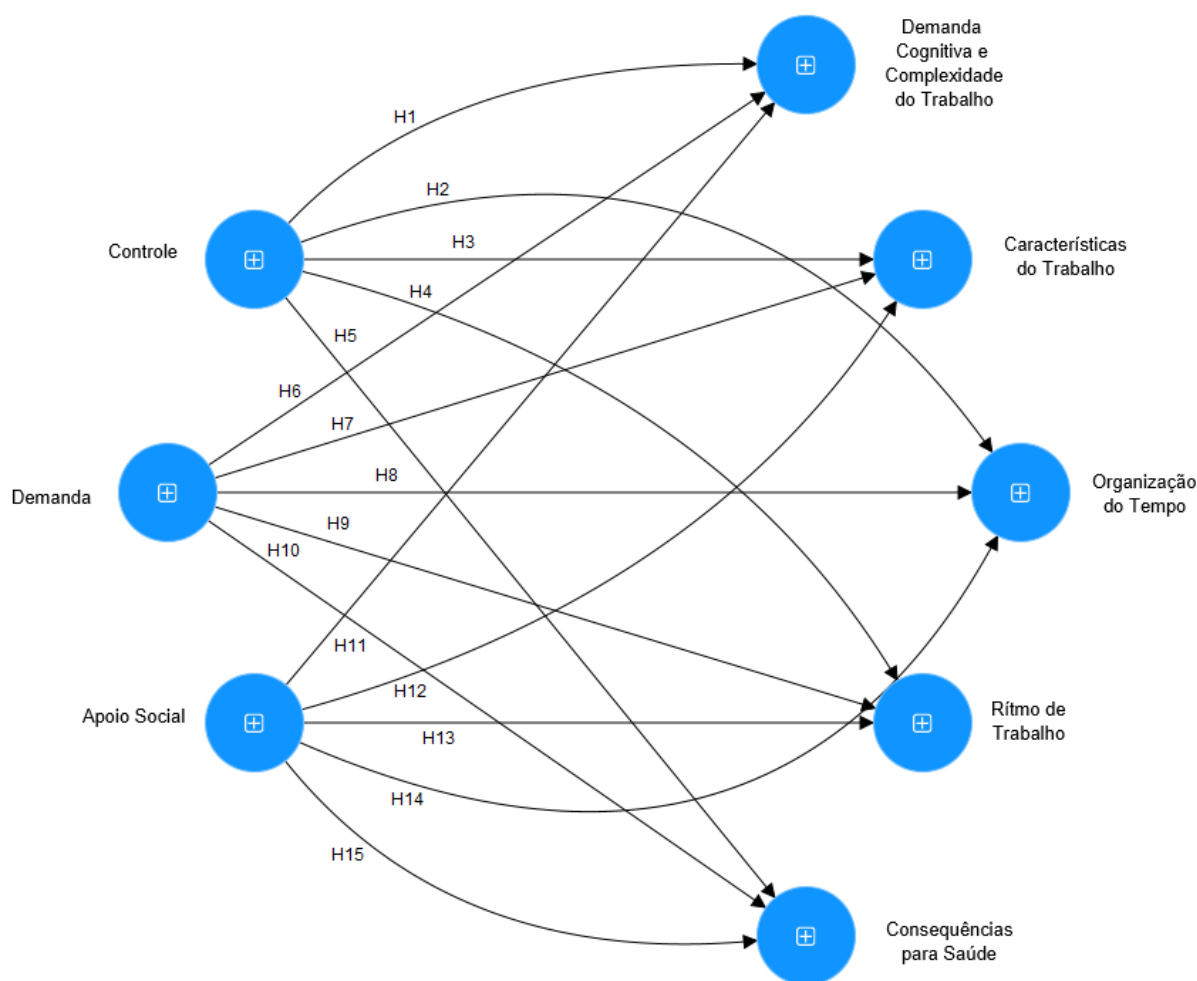 Demanda
Cognitiva e
Complexidade
do Trabalho
H1
H2
Controle
H3
Características
do Trabalho
H4
H5
H6
H7
Demanda
H8
Organização
do Tempo
H9
H10
H11
H12
Apoio Social
H13
Rítmo de
Trabalho
H14
H15
Consequências
para Saúde